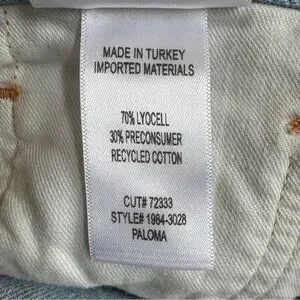 MADE IN TURKEY
IMPORTED MATERIALS
70% LYOCELL
30% PRECONSUMER
RECYCLED COTTON
CUT# 72333
STYLE# 1984-3028
PALOMA